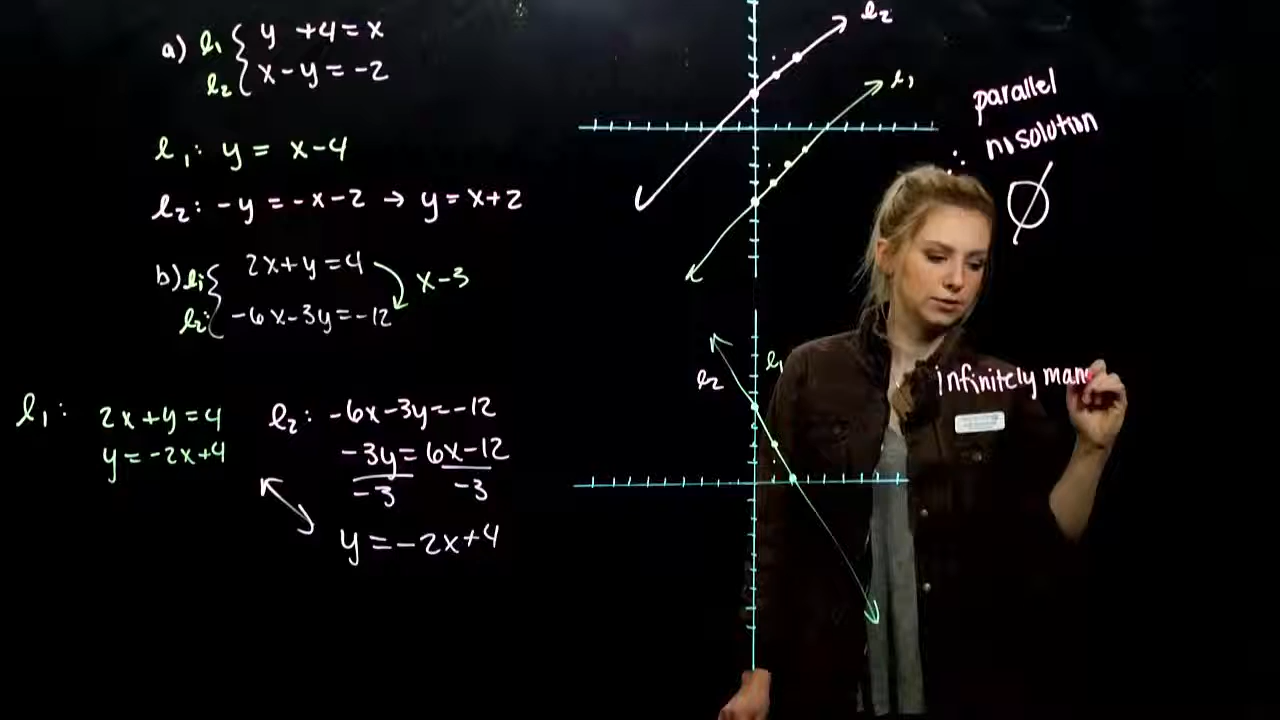 a) l1 { y +4 = x
l2 { x - y = -2
l1: y = x-4
l2: -y = -x-2 → y = x+2
b) l1: { 2x+y=4
l2: { -6x-3y=-12
x-3
l1: 2x+y=4
y=-2x+4
l2: -6x-3y=-12
-3y = 6x-12
-3 -3
y=-2x+4
l2
l1
parallel
∴ no solution
∅
l2
l1
infinitely man